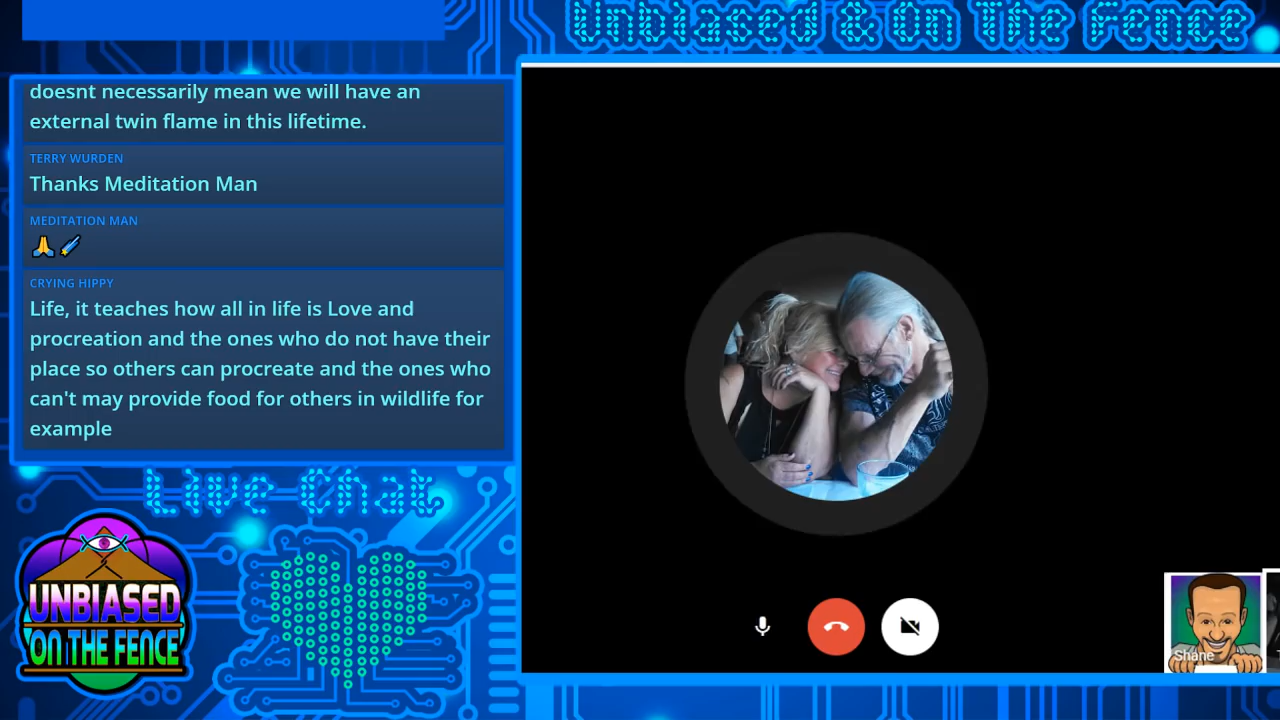 Unbiased & On The Fence
doesnt necessarily mean we will have an
external twin flame in this lifetime.
TERRY WURDEN
Thanks Meditation Man
MEDITATION MAN
🙏☄️
CRYING HIPPY
Life, it teaches how all in life is Love and
procreation and the ones who do not have their
place so others can procreate and the ones who
can't may provide food for others in wildlife for
example
Live Chat
UNBIASED
ON THE FENCE
Shane